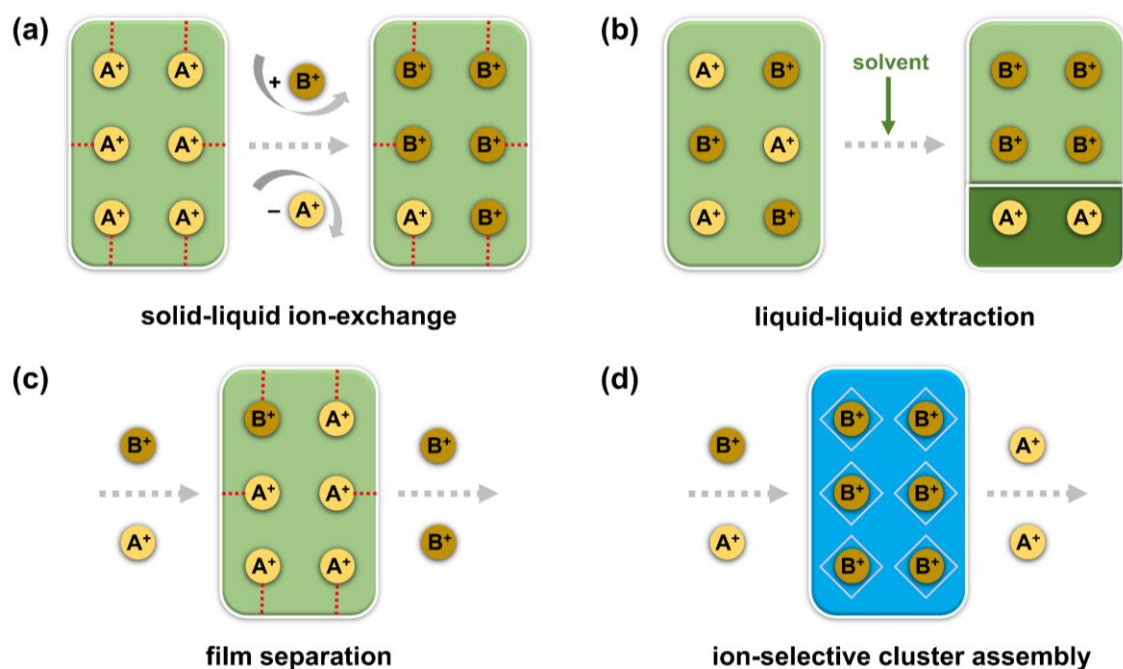 (a)
A⁺ A⁺
A⁺ A⁺
A⁺ A⁺
+ B⁺
– A⁺
B⁺ B⁺
B⁺ B⁺
A⁺ B⁺
solid-liquid ion-exchange
(b)
A⁺ B⁺
B⁺ A⁺
A⁺ B⁺
solvent
B⁺ B⁺
B⁺ B⁺
A⁺ A⁺
liquid-liquid extraction
(c)
B⁺
A⁺
B⁺ A⁺
A⁺ A⁺
A⁺ A⁺
B⁺
B⁺
film separation
(d)
B⁺
A⁺
B⁺ B⁺
B⁺ B⁺
B⁺ B⁺
A⁺
A⁺
ion-selective cluster assembly